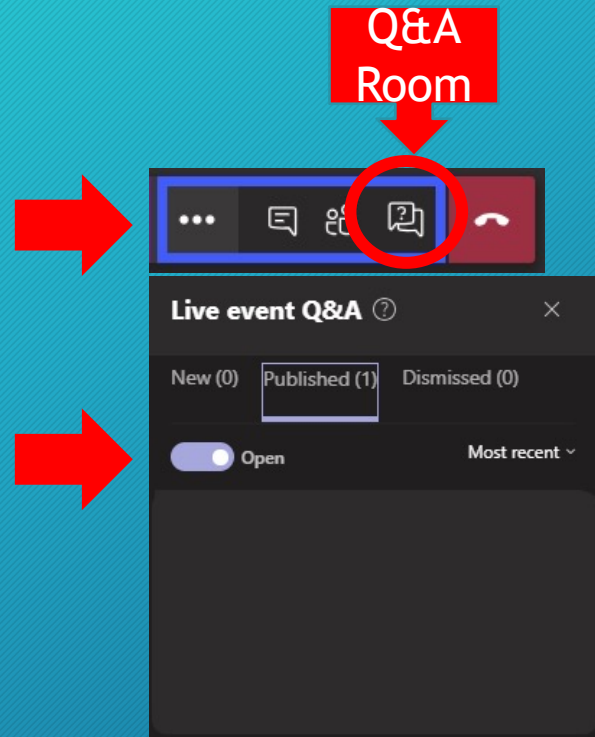 Q&A
Room
Live event Q&A
New (0) Published (1) Dismissed (0)
Open Most recent